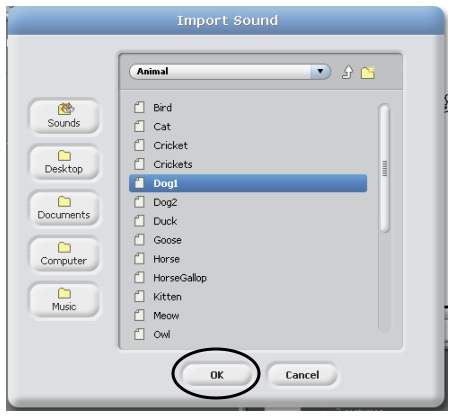 Import Sound
Animal
Sounds
Desktop
Documents
Computer
Music
Bird
Cat
Cricket
Crickets
Dog1
Dog2
Duck
Goose
Horse
HorseGallop
Kitten
Meow
Owl
OK
Cancel